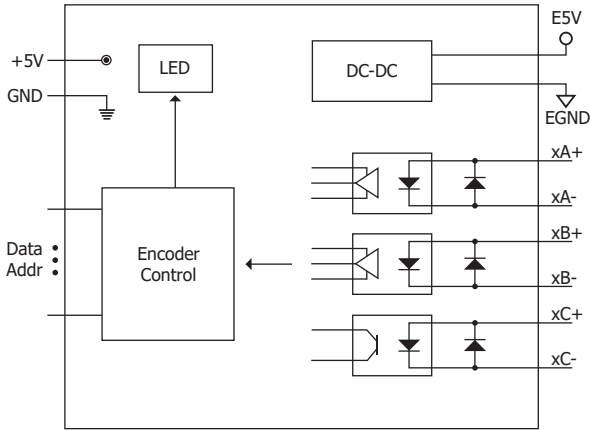 E5V
+5V
LED
DC-DC
GND
EGND
xA+
xA-
xB+
Data
Addr
Encoder
Control
xB-
xC+
xC-